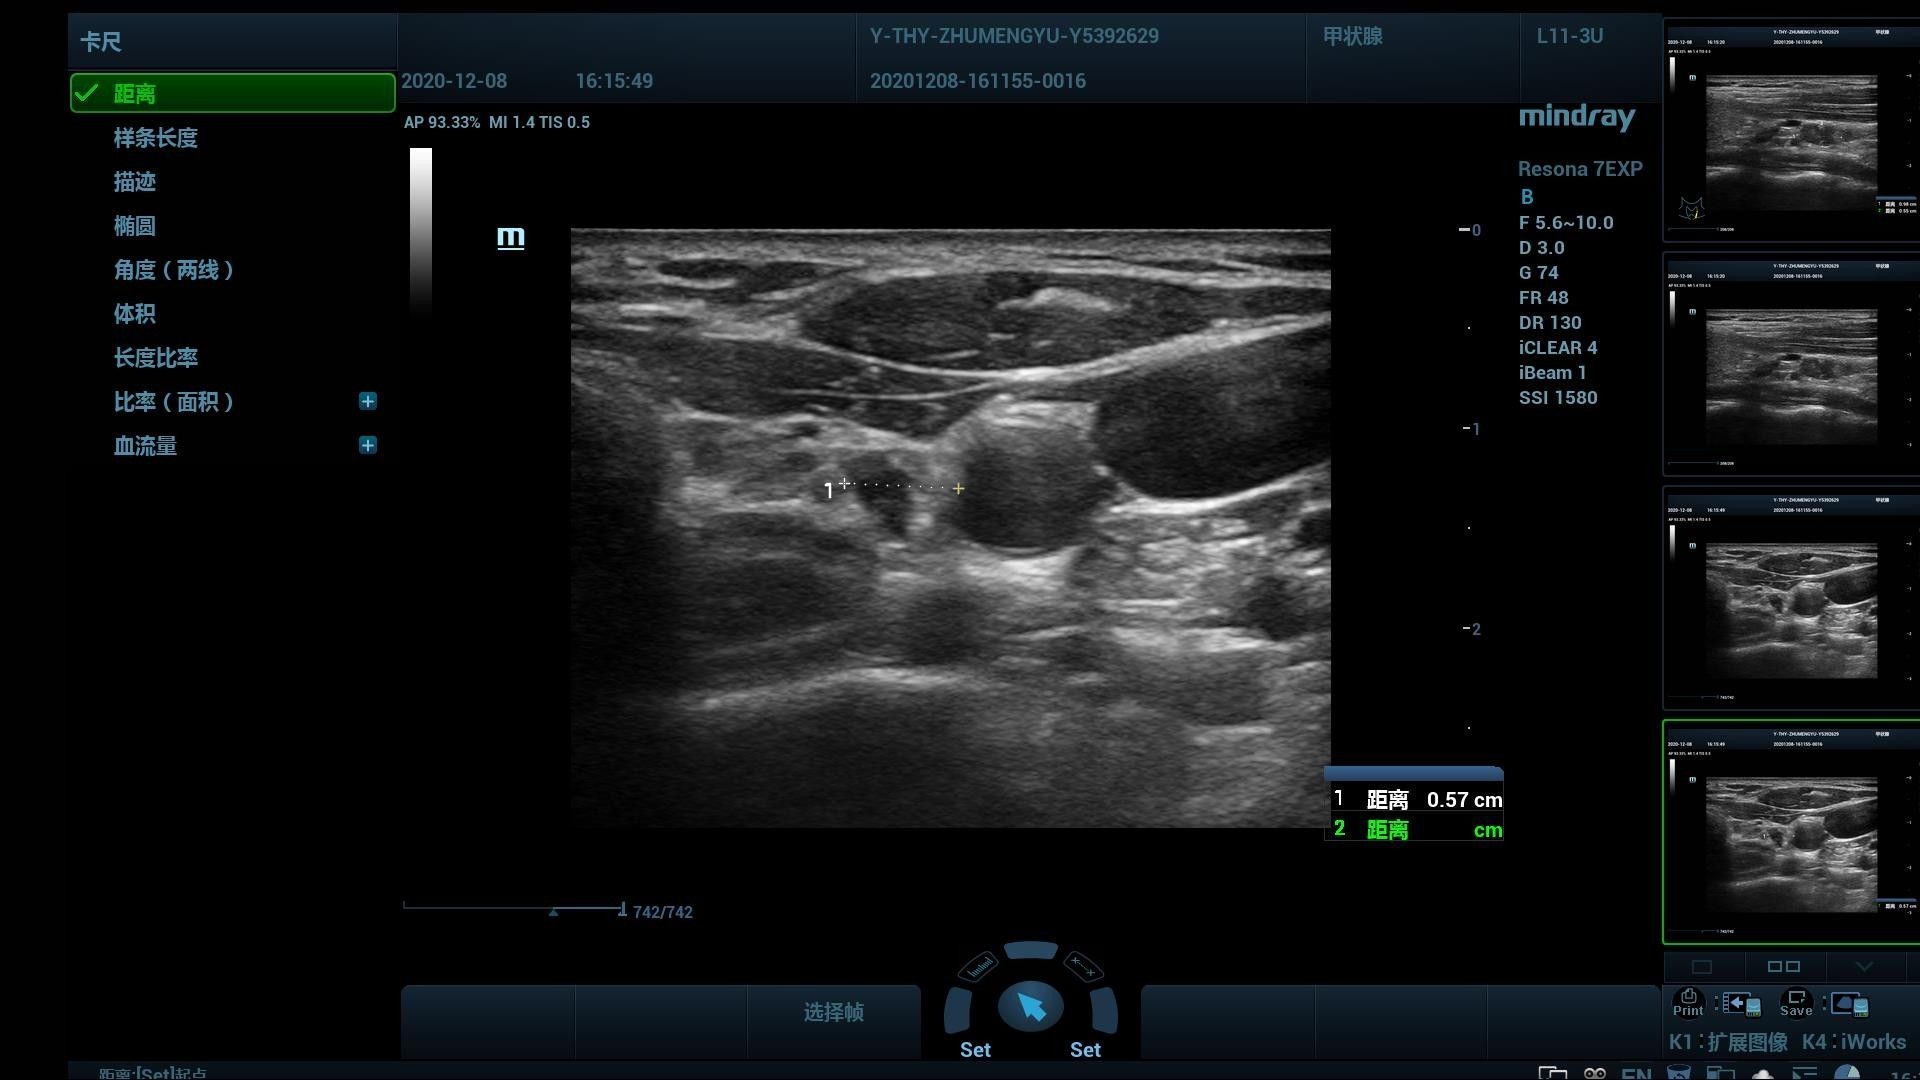 卡尺
Y-THY-ZHUMENGYU-Y5392629
甲状腺
L11-3U
2020-12-08 16:15:49
20201208-161155-0016
距离
样条长度
描迹
椭圆
角度（两线）
体积
长度比率
比率（面积）
血流量
AP 93.33% MI 1.4 TIS 0.5
m
mindray
Resona 7EXP
B
F 5.6~10.0
D 3.0
G 74
FR 48
DR 130
iCLEAR 4
iBeam 1
SSI 1580
0
1
2
1
1 距离 0.57 cm
2 距离 cm
742/742
选择帧
Set Set
Print : Save :
K1：扩展图像 K4：iWorks
距离:[Set]起点
EN